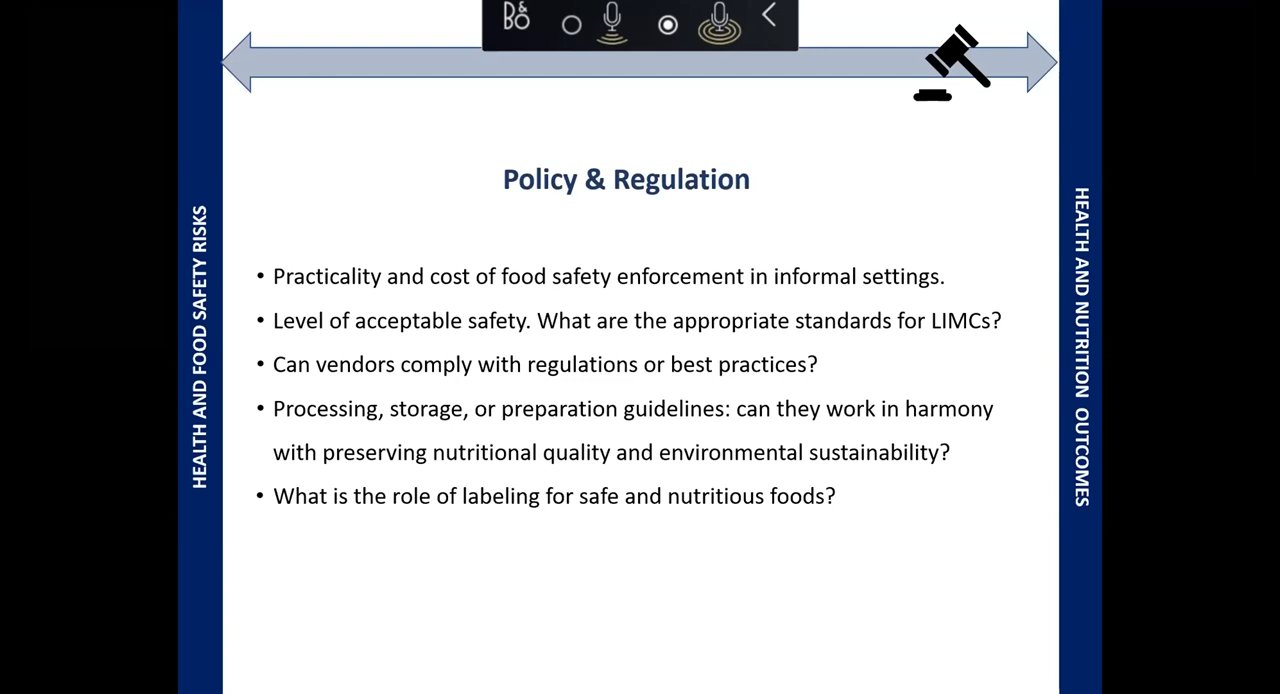 B&O
Policy & Regulation
HEALTH AND FOOD SAFETY RISKS
• Practicality and cost of food safety enforcement in informal settings.
• Level of acceptable safety. What are the appropriate standards for LIMCs?
• Can vendors comply with regulations or best practices?
• Processing, storage, or preparation guidelines: can they work in harmony
with preserving nutritional quality and environmental sustainability?
• What is the role of labeling for safe and nutritious foods?
HEALTH AND NUTRITION OUTCOMES